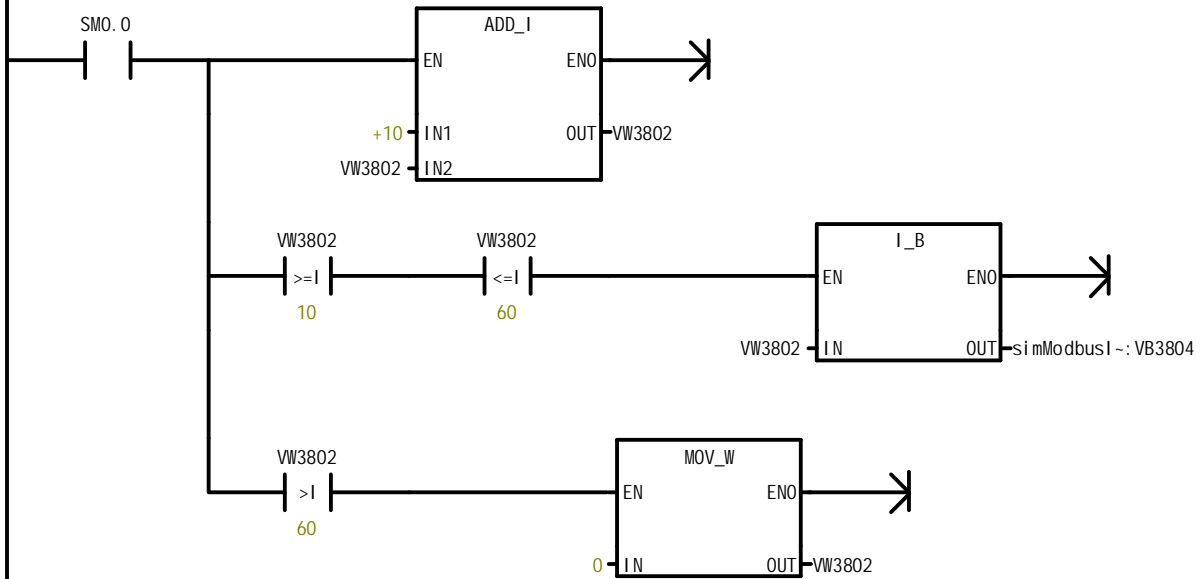 SM0.0
ADD_I
EN ENO
+10 IN1 OUT VW3802
VW3802 IN2
VW3802 VW3802 I_B
>=I <=I EN ENO
10 60
VW3802 IN OUT simModbusI~:VB3804
VW3802 MOV_W
>I EN ENO
60
0 IN OUT VW3802